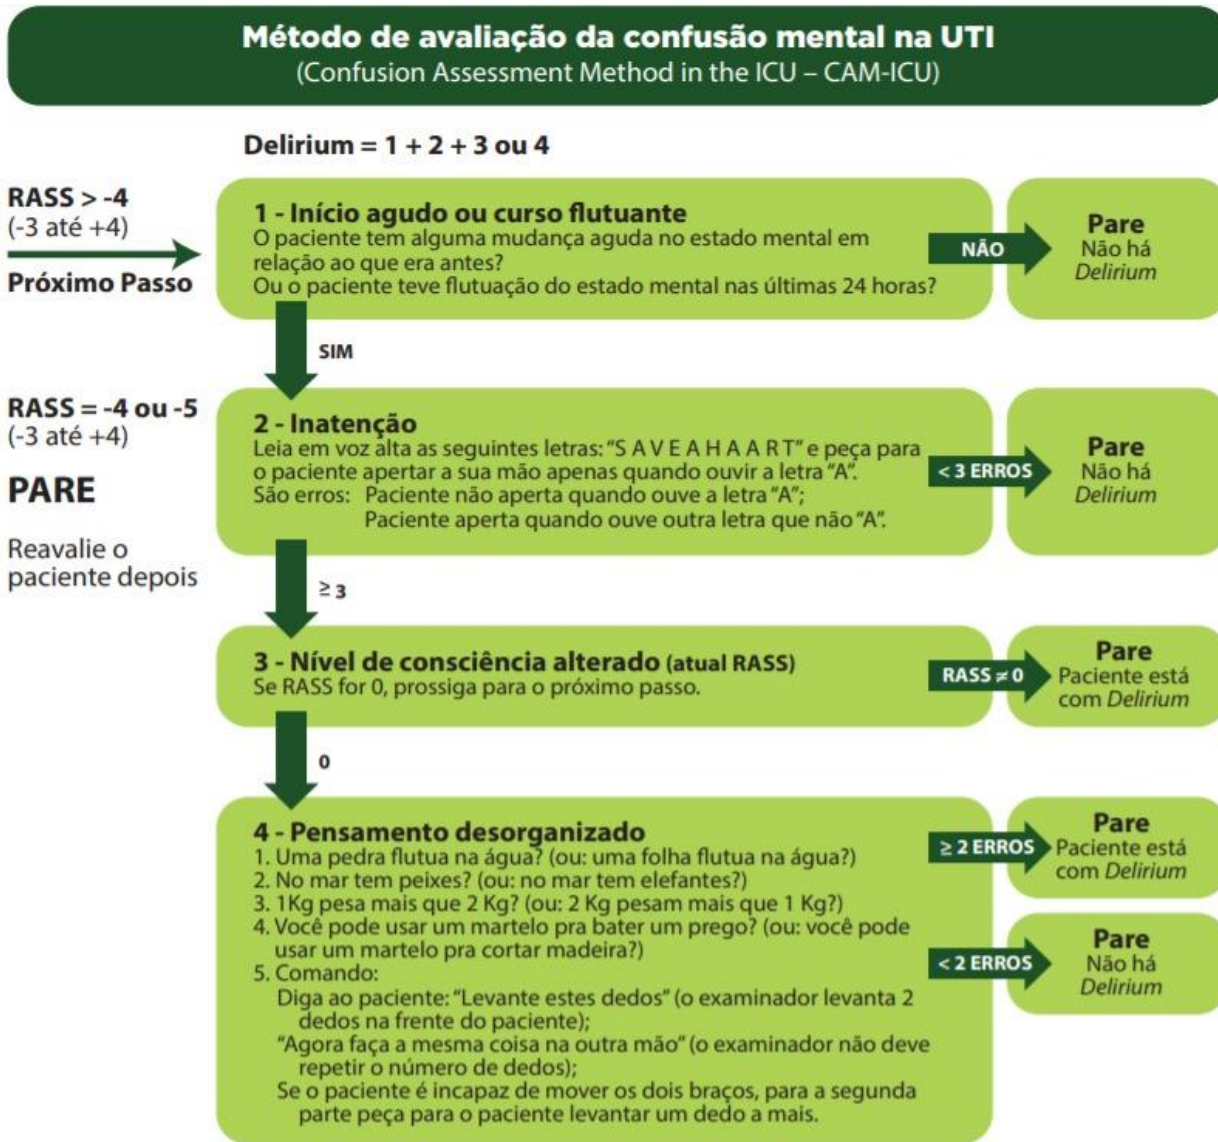 Método de avaliação da confusão mental na UTI
(Confusion Assessment Method in the ICU – CAM-ICU)
Delirium = 1 + 2 + 3 ou 4
RASS > -4
(-3 até +4)
Próximo Passo
1 - Início agudo ou curso flutuante
O paciente tem alguma mudança aguda no estado mental em
relação ao que era antes?
Ou o paciente teve flutuação do estado mental nas últimas 24 horas?
NÃO
Pare
Não há
Delirium
SIM
RASS = -4 ou -5
(-3 até +4)
PARE
Reavalie o
paciente depois
2 - Inatenção
Leia em voz alta as seguintes letras: “S A V E A H A A R T” e peça para
o paciente apertar a sua mão apenas quando ouvir a letra “A”.
São erros: Paciente não aperta quando ouve a letra “A”;
Paciente aperta quando ouve outra letra que não “A”.
< 3 ERROS
Pare
Não há
Delirium
≥ 3
3 - Nível de consciência alterado (atual RASS)
Se RASS for 0, prossiga para o próximo passo.
RASS ≠ 0
Pare
Paciente está
com Delirium
0
4 - Pensamento desorganizado
1. Uma pedra flutua na água? (ou: uma folha flutua na água?)
2. No mar tem peixes? (ou: no mar tem elefantes?)
3. 1Kg pesa mais que 2 Kg? (ou: 2 Kg pesam mais que 1 Kg?)
4. Você pode usar um martelo pra bater um prego? (ou: você pode
usar um martelo pra cortar madeira?)
5. Comando:
Diga ao paciente: “Levante estes dedos” (o examinador levanta 2
dedos na frente do paciente);
“Agora faça a mesma coisa na outra mão” (o examinador não deve
repetir o número de dedos);
Se o paciente é incapaz de mover os dois braços, para a segunda
parte peça para o paciente levantar um dedo a mais.
≥ 2 ERROS
Pare
Paciente está
com Delirium
< 2 ERROS
Pare
Não há
Delirium